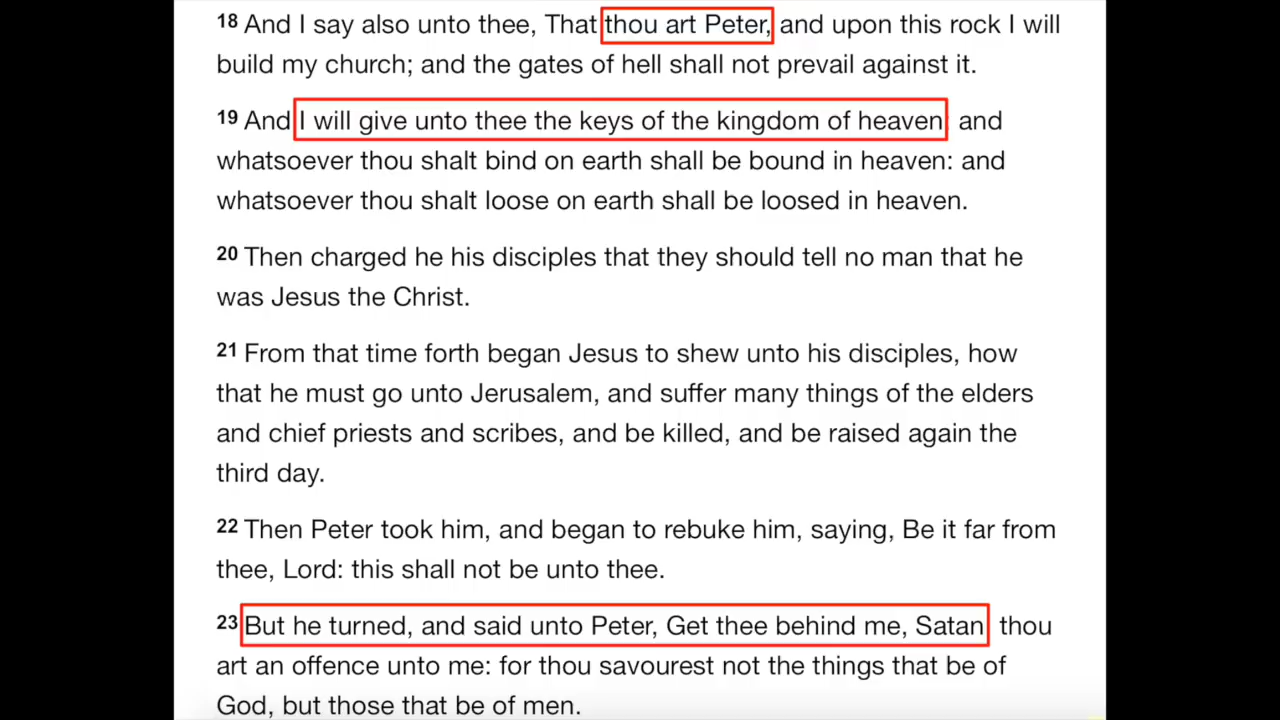 18 And I say also unto thee, That thou art Peter, and upon this rock I will
build my church; and the gates of hell shall not prevail against it.
19 And I will give unto thee the keys of the kingdom of heaven and
whatsoever thou shalt bind on earth shall be bound in heaven: and
whatsoever thou shalt loose on earth shall be loosed in heaven.
20 Then charged he his disciples that they should tell no man that he
was Jesus the Christ.
21 From that time forth began Jesus to shew unto his disciples, how
that he must go unto Jerusalem, and suffer many things of the elders
and chief priests and scribes, and be killed, and be raised again the
third day.
22 Then Peter took him, and began to rebuke him, saying, Be it far from
thee, Lord: this shall not be unto thee.
23 But he turned, and said unto Peter, Get thee behind me, Satan thou
art an offence unto me: for thou savourest not the things that be of
God, but those that be of men.